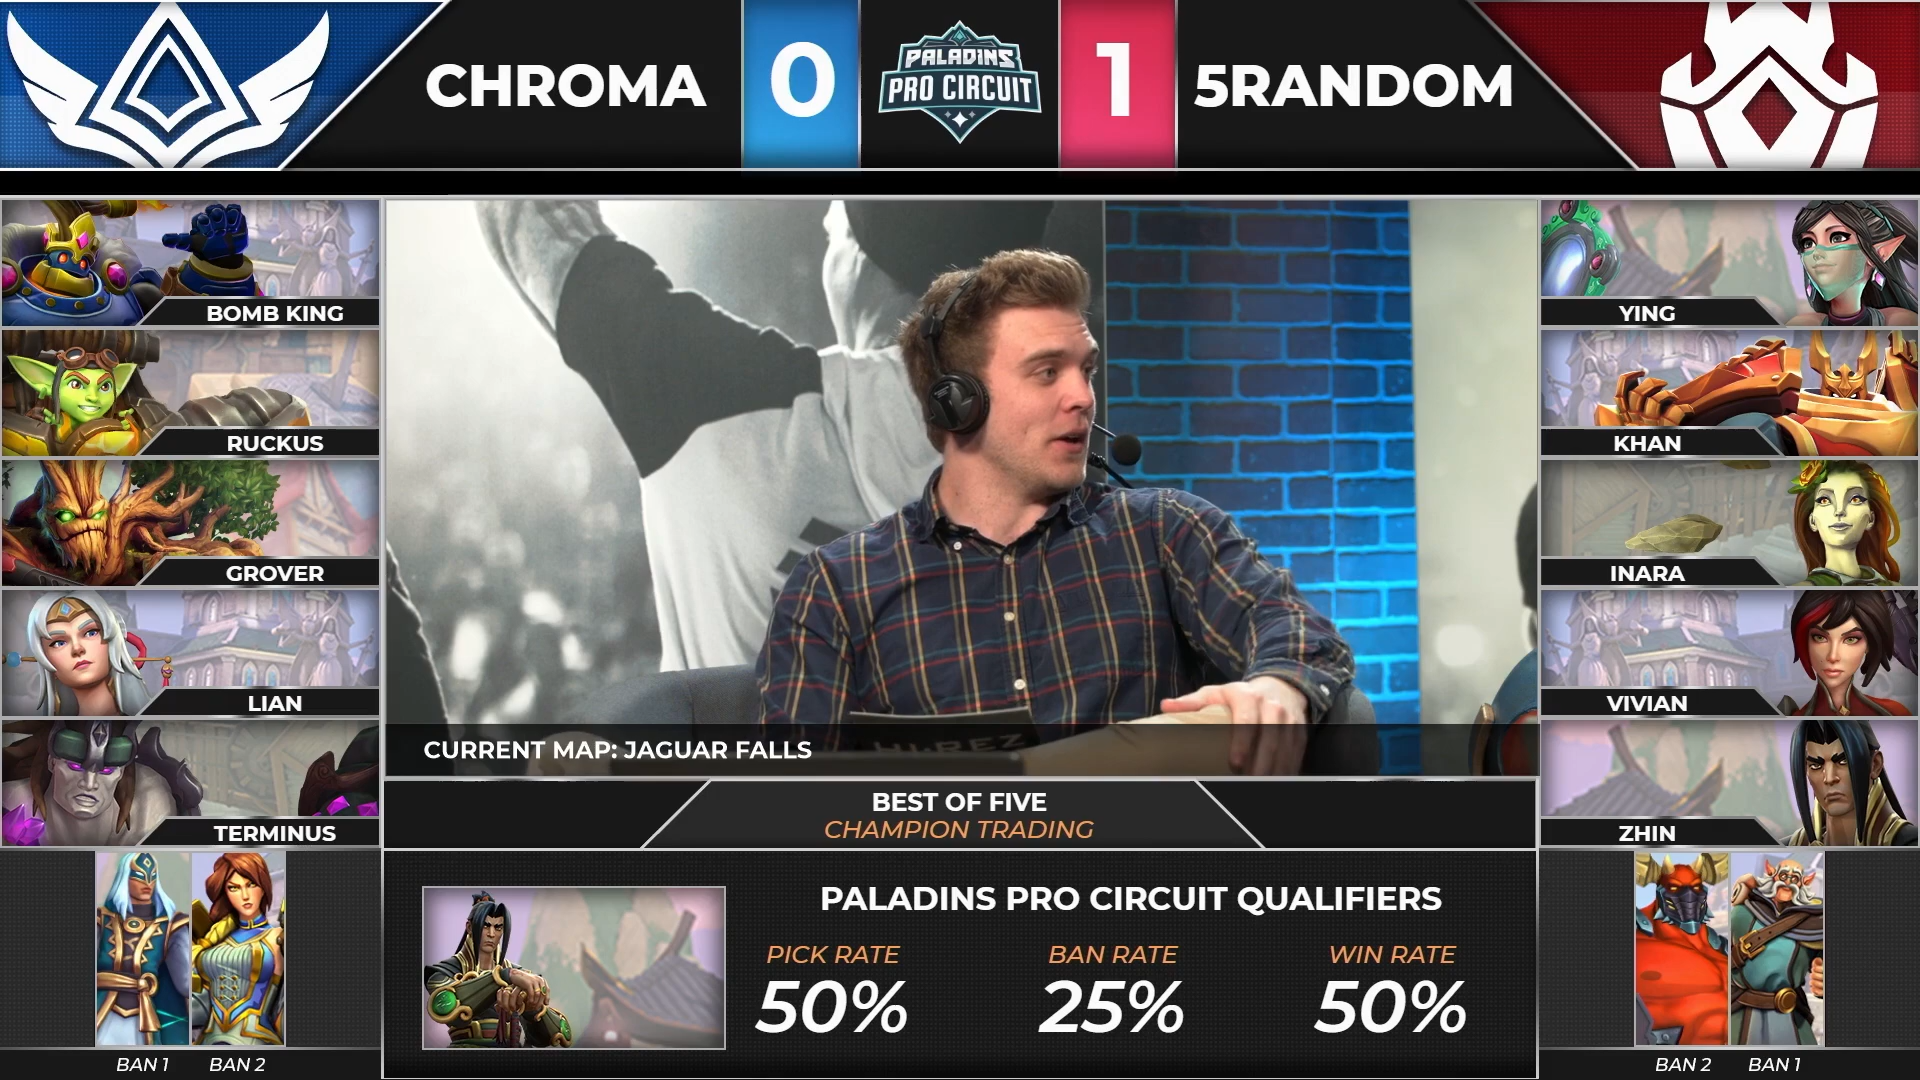 CHROMA
0
PALADINS
PRO CIRCUIT
1
5RANDOM
BOMB KING
RUCKUS
GROVER
LIAN
TERMINUS
BAN 1
BAN 2
HI-REZ
CURRENT MAP: JAGUAR FALLS
BEST OF FIVE
CHAMPION TRADING
PALADINS PRO CIRCUIT QUALIFIERS
PICK RATE
BAN RATE
WIN RATE
50%
25%
50%
YING
KHAN
INARA
VIVIAN
ZHIN
BAN 2
BAN 1